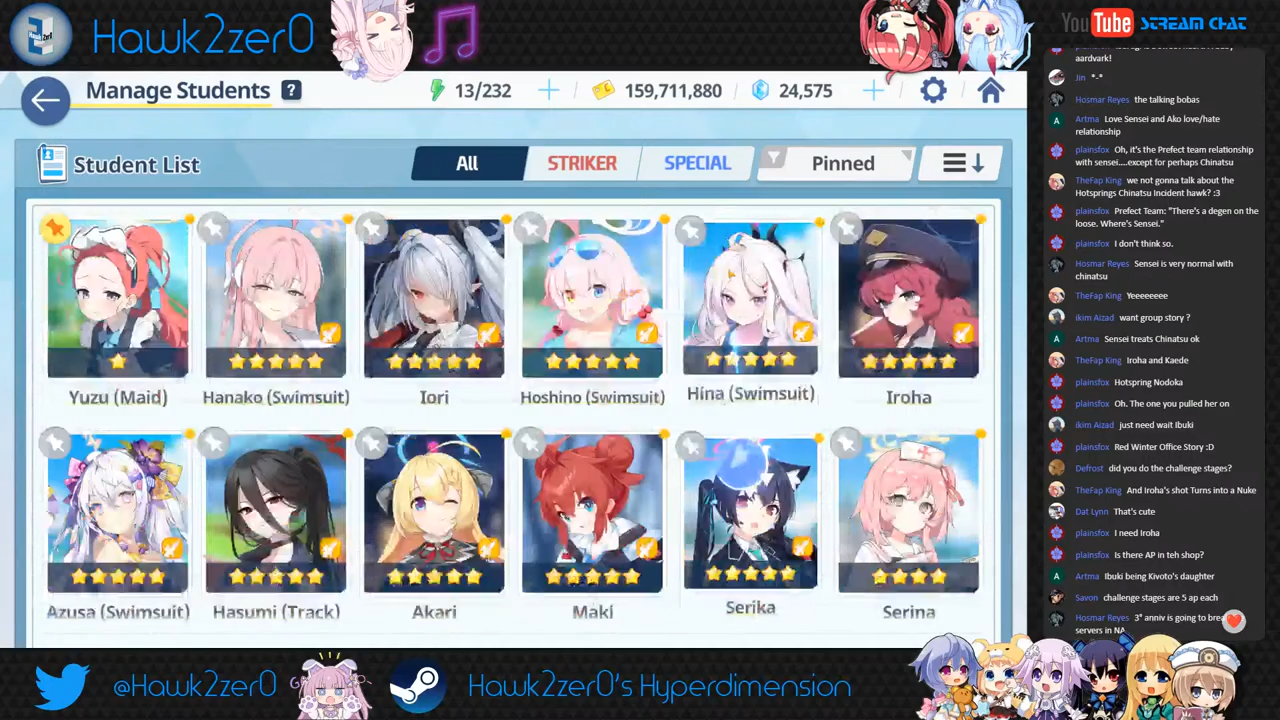 Hawk2zer0
YouTube STREAM CHAT
Manage Students ?
13/232
159,711,880
24,575
Student List
All
STRIKER
SPECIAL
Pinned
Yuzu (Maid)
Hanako (Swimsuit)
Iori
Hoshino (Swimsuit)
Hina (Swimsuit)
Iroha
Azusa (Swimsuit)
Hasumi (Track)
Akari
Maki
Serika
Serina
aardvark!
Jin *-*
Hosmar Reyes the talking bobas
Artma Love Sensei and Ako love/hate
relationship
plainsfox Oh, it's the Prefect team relationship
with sensei....except for perhaps Chinatsu
TheFap King we not gonna talk about the
Hotsprings Chinatsu Incident hawk? :3
plainsfox Prefect Team: "There's a degen on the
loose. Where's Sensei."
plainsfox I don't think so.
Hosmar Reyes Sensei is very normal with
chinatsu
TheFap King Yeeeeeeee
ikim Aizad want group story ?
Artma Sensei treats Chinatsu ok
TheFap King Iroha and Kaede
plainsfox Hotspring Nodoka
plainsfox Oh. The one you pulled her on
ikim Aizad just need wait Ibuki
plainsfox Red Winter Office Story :D
Defrost did you do the challenge stages?
TheFap King And Iroha's shot Turns into a Nuke
Dat Lynn That's cute
plainsfox I need Iroha
plainsfox Is there AP in teh shop?
Artma Ibuki being Kivoto's daughter
Savon challenge stages are 5 ap each
Hosmar Reyes 3° anniv is going to
servers in NA
@Hawk2zer0
Hawk2zer0's Hyperdimension